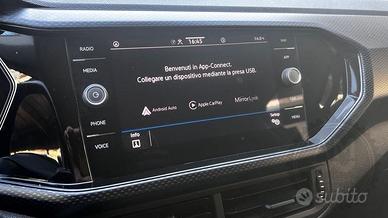 RADIO
MEDIA
PHONE
VOICE
16:45
Benvenuti in App-Connect.
Collegare un dispositivo mediante la presa USB.
Android Auto
Apple CarPlay
MirrorLink
Info
Setup
APP
MENU
subito